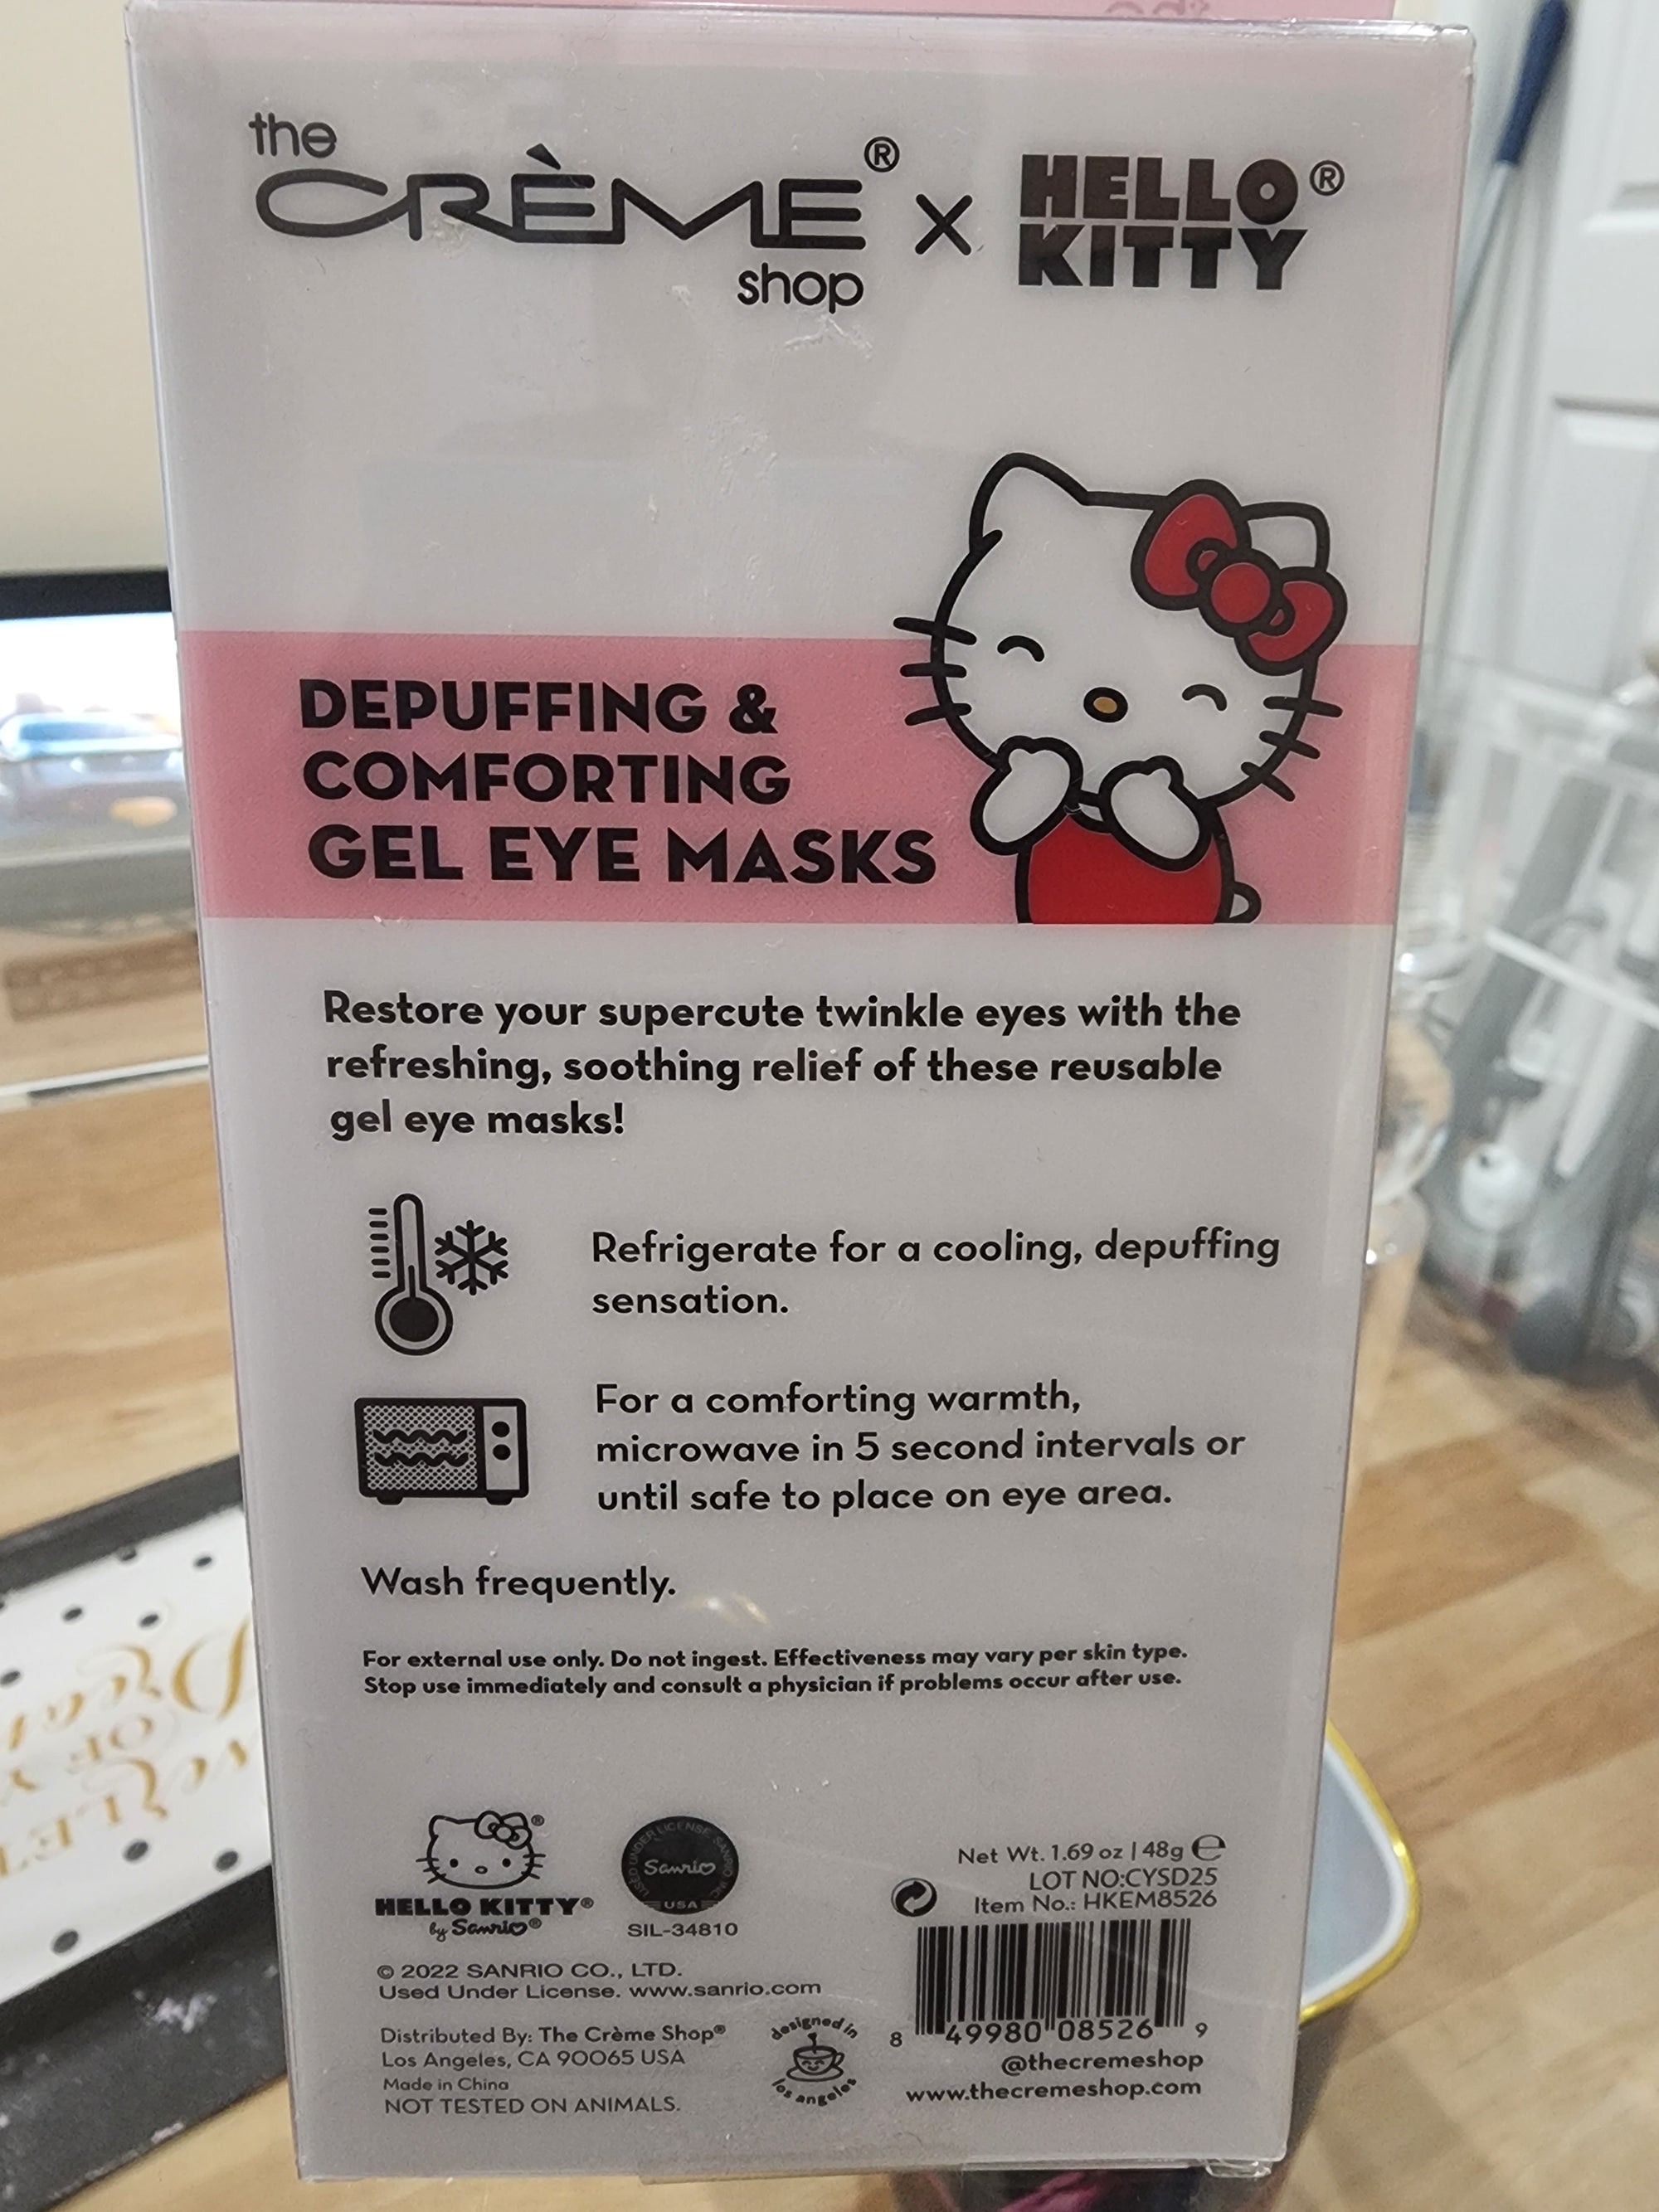 the
CRÈME®
shop
x
HELLO®
KITTY
DEPUFFING &
COMFORTING
GEL EYE MASKS
Restore your supercute twinkle eyes with the
refreshing, soothing relief of these reusable
gel eye masks!
Refrigerate for a cooling, depuffing
sensation.
For a comforting warmth,
microwave in 5 second intervals or
until safe to place on eye area.
Wash frequently.
For external use only. Do not ingest. Effectiveness may vary per skin type.
Stop use immediately and consult a physician if problems occur after use.
HELLO KITTY®
by Sanrio®
USED UNDER LICENSE. SANRIO INC.
Sanrio
USA
SIL-34810
© 2022 SANRIO CO., LTD.
Used Under License. www.sanrio.com
Distributed By: The Crème Shop®
Los Angeles, CA 90065 USA
Made in China
NOT TESTED ON ANIMALS.
designed in
los angeles
Net Wt. 1.69 oz | 48g ℮
LOT NO:CYSD25
Item No.: HKEM8526
8 49980 08526 9
@thecremeshop
www.thecremeshop.com